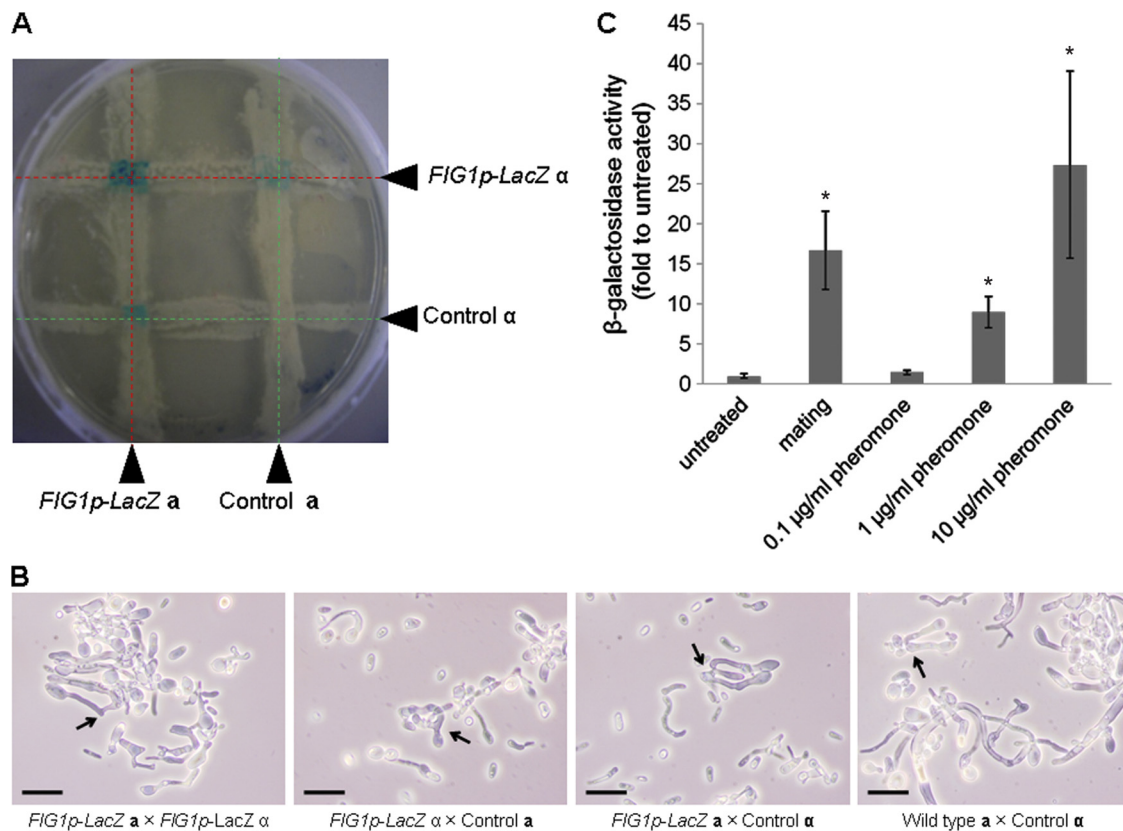 A
FIG1p-LacZ α
Control α
FIG1p-LacZ a
Control a
C
β-galactosidase activity
(fold to untreated)
45
40
35
30
25
20
15
10
5
0
*
*
*
untreated
mating
0.1 µg/ml pheromone
1 µg/ml pheromone
10 µg/ml pheromone
B
FIG1p-LacZ a × FIG1p-LacZ α
FIG1p-LacZ α × Control a
FIG1p-LacZ a × Control α
Wild type a × Control α